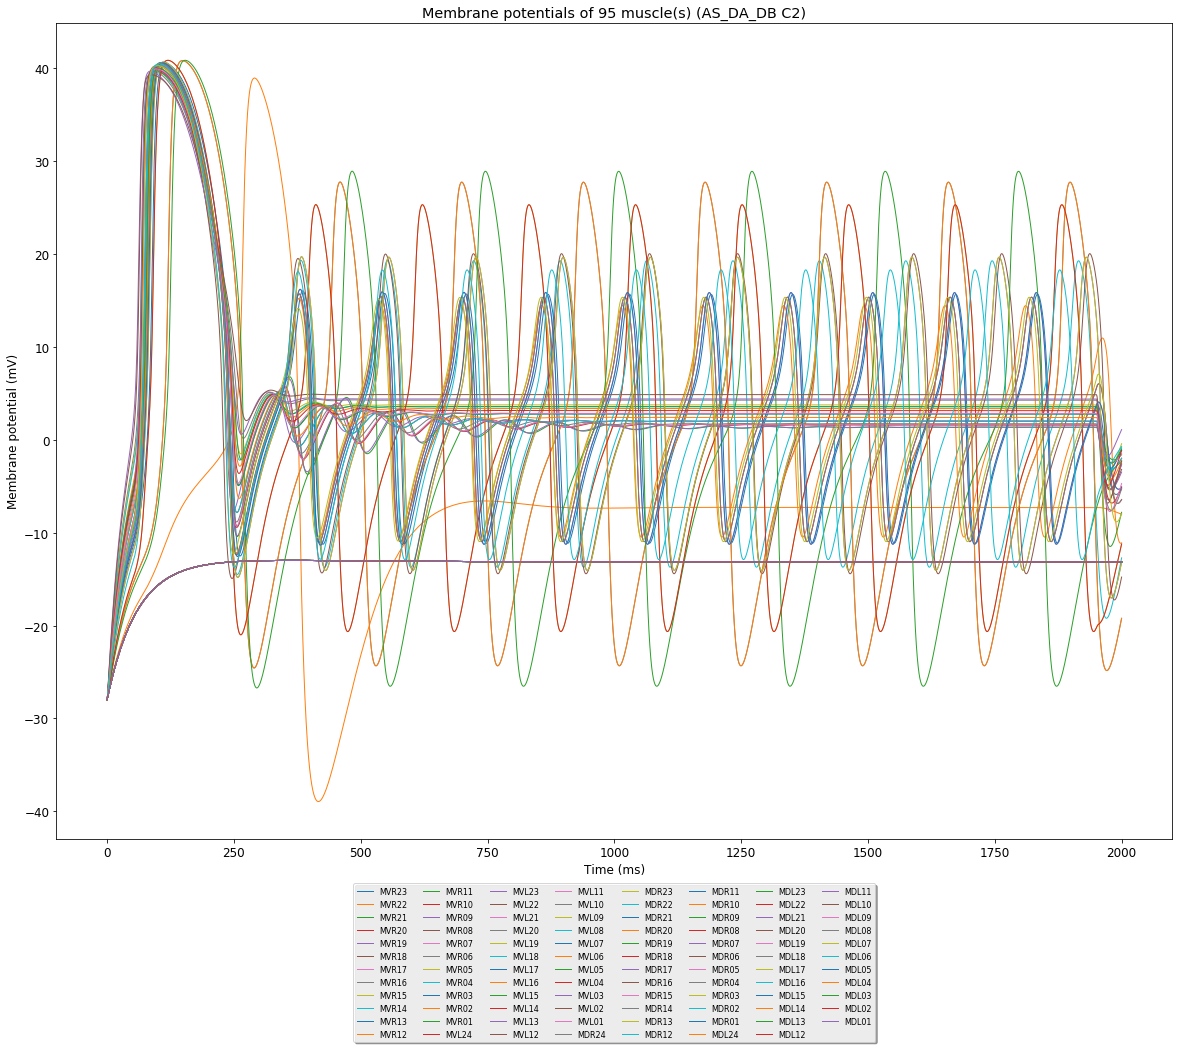 Membrane potentials of 95 muscle(s) (AS_DA_DB C2)
40
30
20
10
0
−10
−20
−30
−40
Membrane potential (mV)
0 250 500 750 1000 1250 1500 1750 2000
Time (ms)
MVR23 MVR11 MVL23 MVL11 MDR23 MDR11 MDL23 MDL11
MVR22 MVR10 MVL22 MVL10 MDR22 MDR10 MDL22 MDL10
MVR21 MVR09 MVL21 MVL09 MDR21 MDR09 MDL21 MDL09
MVR20 MVR08 MVL20 MVL08 MDR20 MDR08 MDL20 MDL08
MVR19 MVR07 MVL19 MVL07 MDR19 MDR07 MDL19 MDL07
MVR18 MVR06 MVL18 MVL06 MDR18 MDR06 MDL18 MDL06
MVR17 MVR05 MVL17 MVL05 MDR17 MDR05 MDL17 MDL05
MVR16 MVR04 MVL16 MVL04 MDR16 MDR04 MDL16 MDL04
MVR15 MVR03 MVL15 MVL03 MDR15 MDR03 MDL15 MDL03
MVR14 MVR02 MVL14 MVL02 MDR14 MDR02 MDL14 MDL02
MVR13 MVR01 MVL13 MVL01 MDR13 MDR01 MDL13 MDL01
MVR12 MVL24 MVL12 MDR24 MDR12 MDL24 MDL12